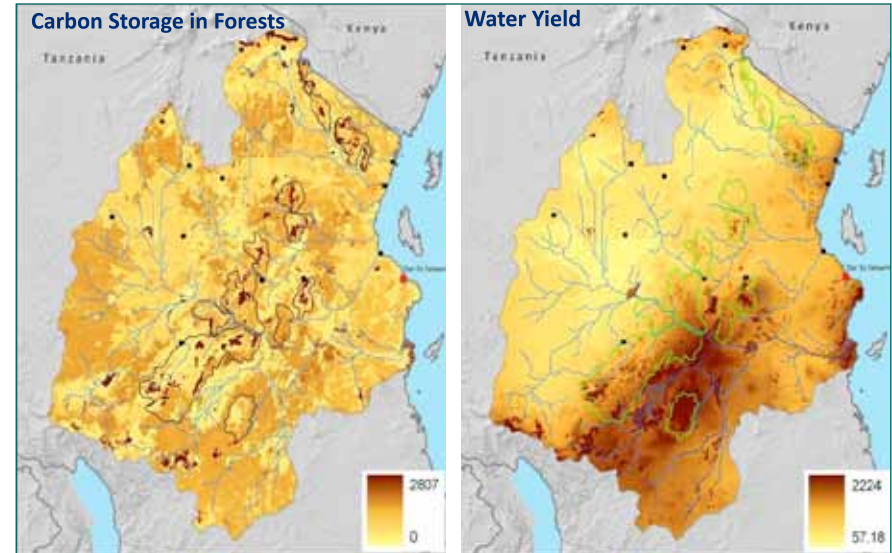 Carbon Storage in Forests
Kenya
Tanzania
2807
0
Water Yield
Kenya
Tanzania
2224
57.18